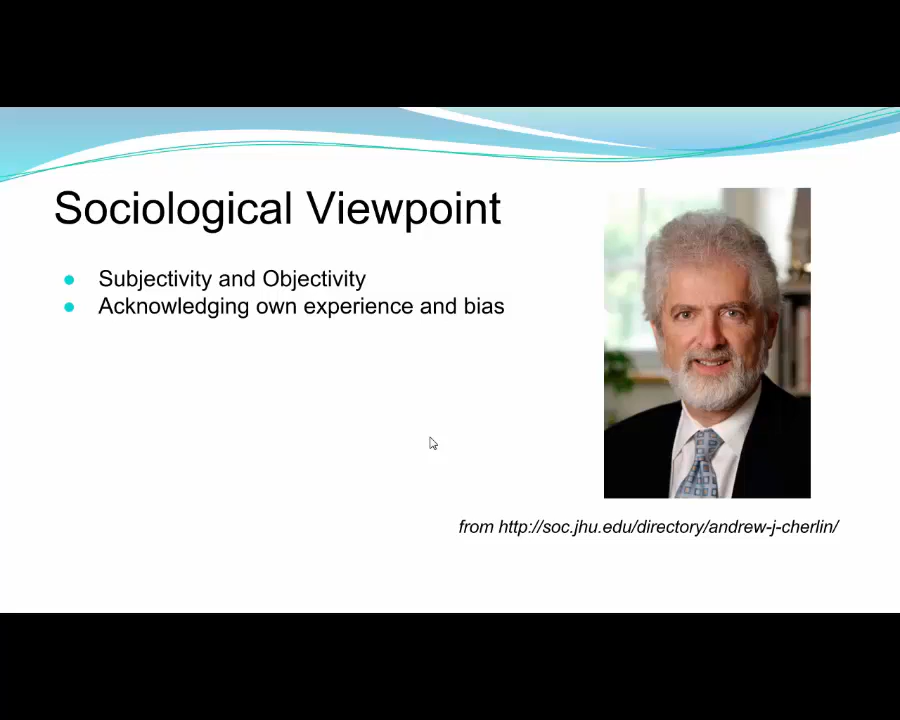 Sociological Viewpoint
Subjectivity and Objectivity
Acknowledging own experience and bias
from http://soc.jhu.edu/directory/andrew-j-cherlin/